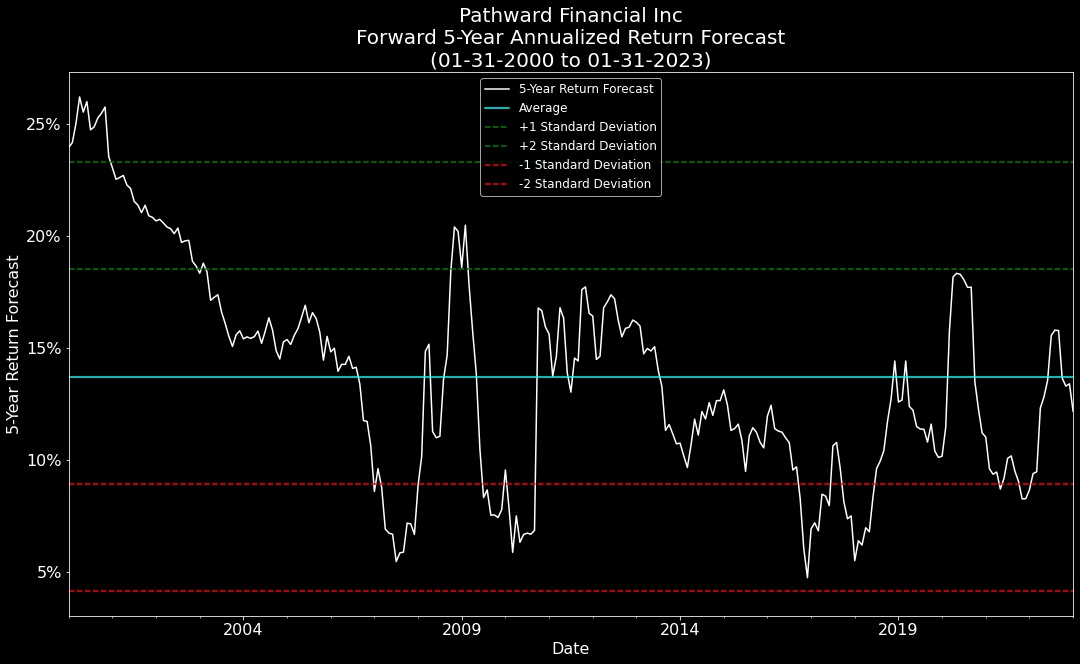 Pathward Financial Inc
Forward 5-Year Annualized Return Forecast
(01-31-2000 to 01-31-2023)
5-Year Return Forecast
Average
+1 Standard Deviation
+2 Standard Deviation
-1 Standard Deviation
-2 Standard Deviation
25%
20%
15%
10%
5%
5-Year Return Forecast
2004
2009
2014
2019
Date